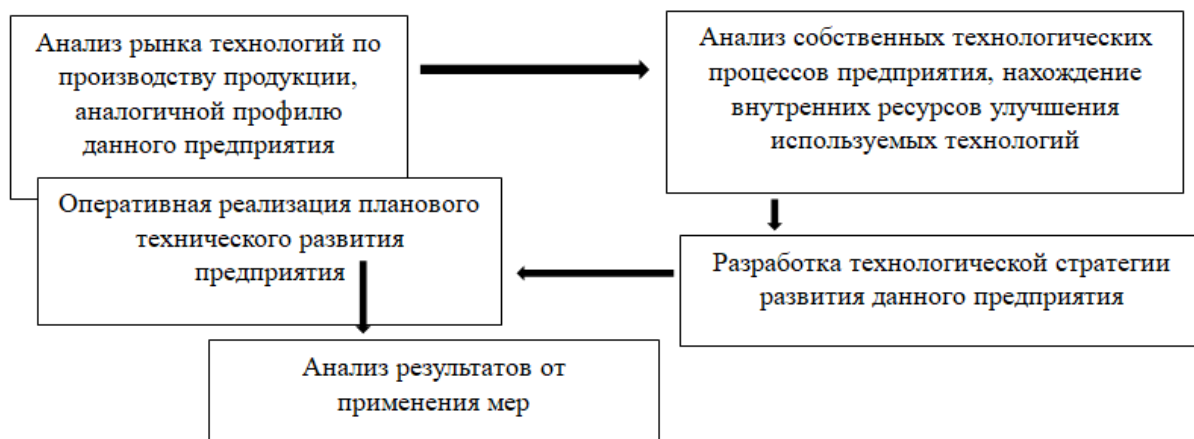 Анализ рынка технологий по
производству продукции,
аналогичной профилю
данного предприятия
Анализ собственных технологических
процессов предприятия, нахождение
внутренних ресурсов улучшения
используемых технологий
Разработка технологической стратегии
развития данного предприятия
Оперативная реализация планового
технического развития
предприятия
Анализ результатов от
применения мер